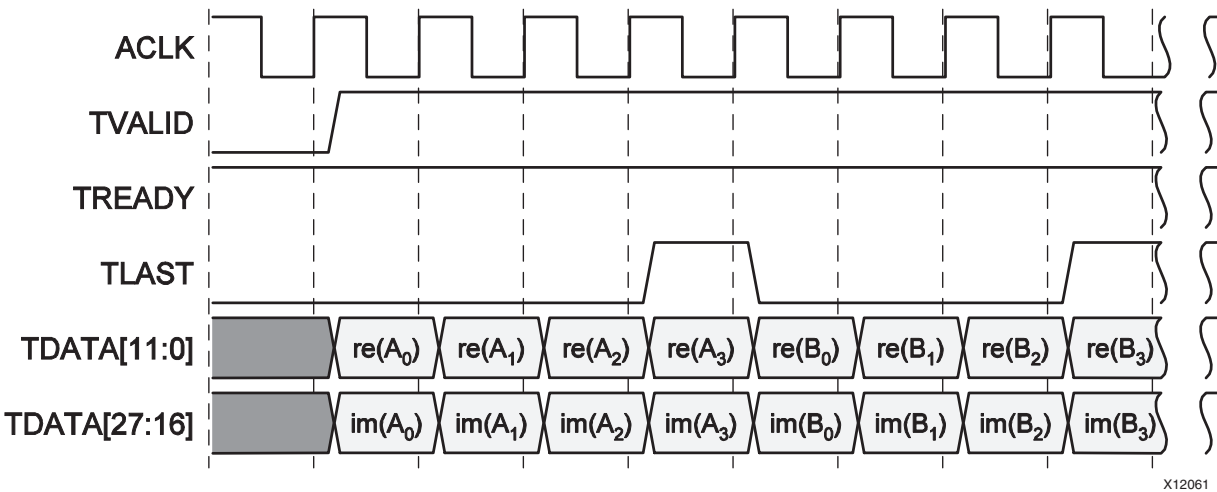 ACLK
TVALID
TREADY
TLAST
TDATA[11:0] re(A0) re(A1) re(A2) re(A3) re(B0) re(B1) re(B2) re(B3)
TDATA[27:16] im(A0) im(A1) im(A2) im(A3) im(B0) im(B1) im(B2) im(B3)
X12061